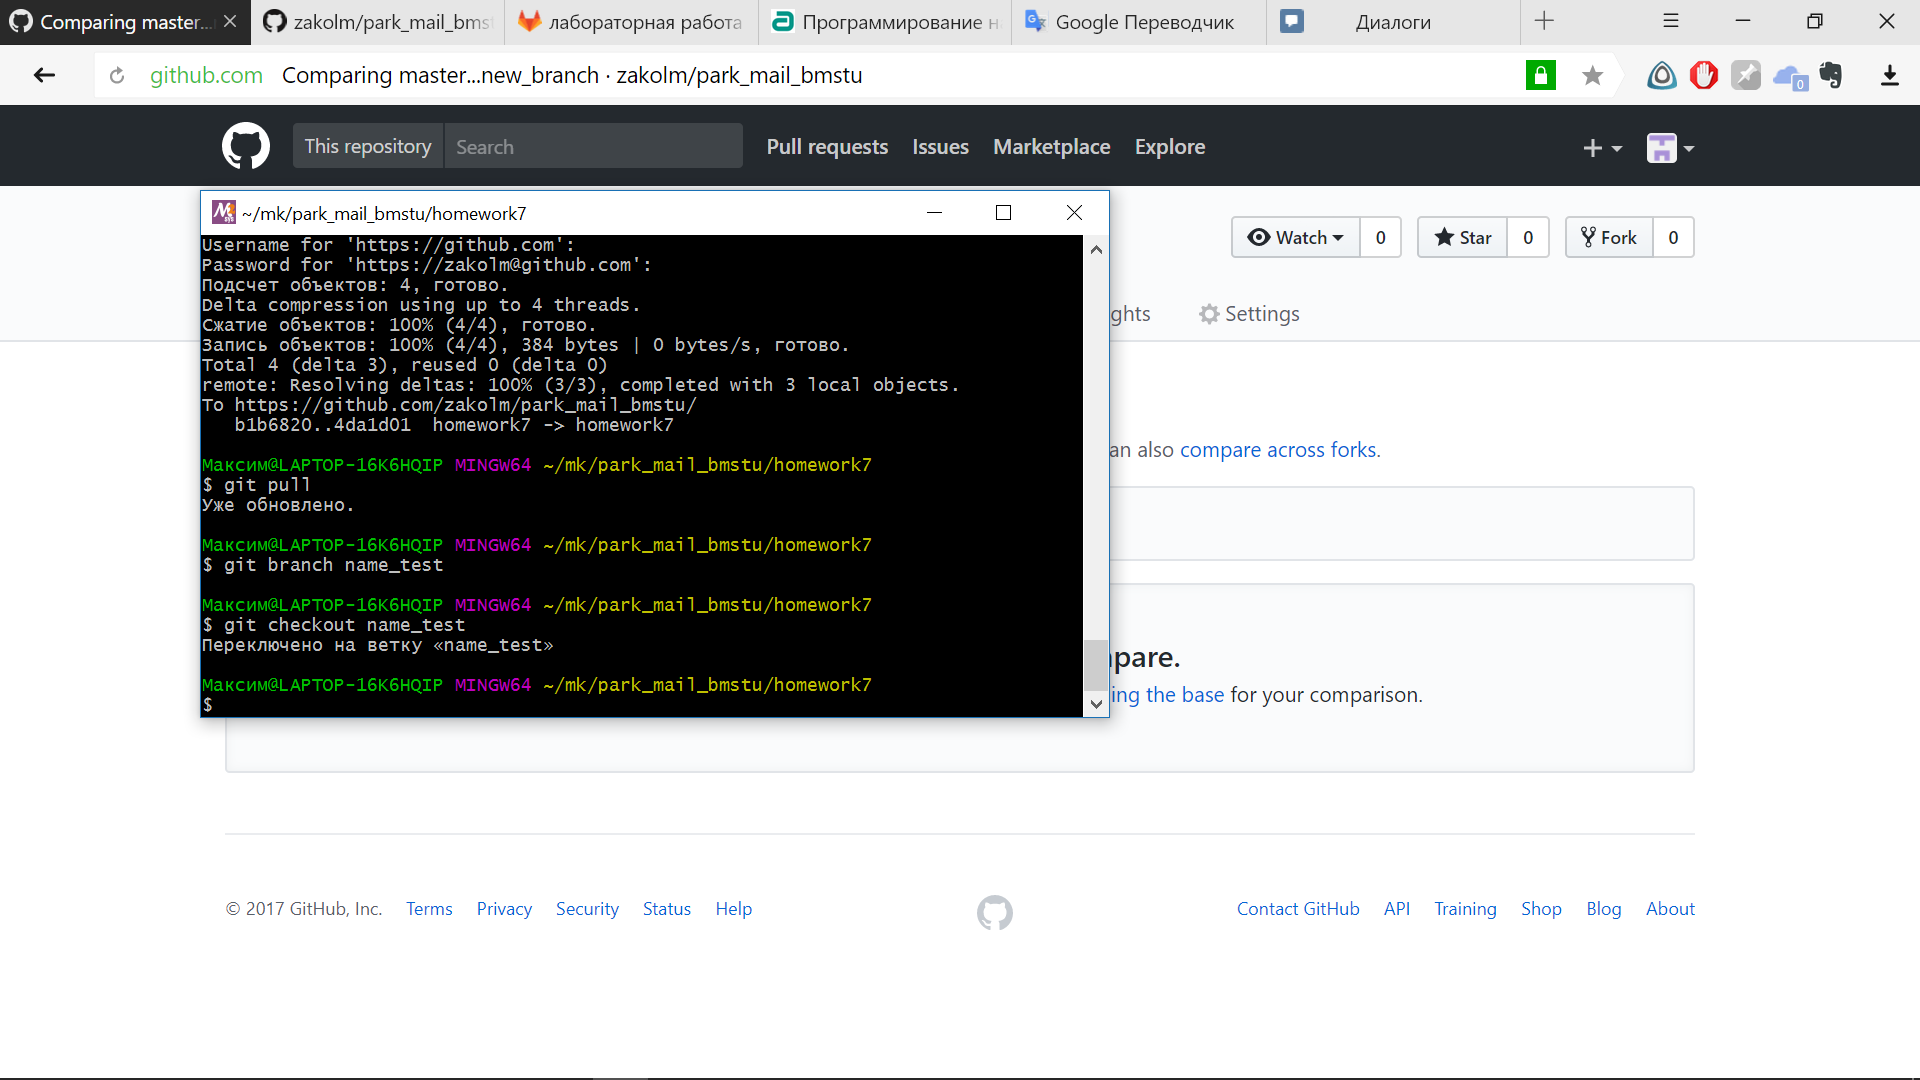 Comparing master...
zakolm/park_mail_bmst
лабораторная работа
Программирование н
Google Переводчик
Диалоги
github.com Comparing master...new_branch · zakolm/park_mail_bmstu
0
This repository
Search
Pull requests
Issues
Marketplace
Explore
~/mk/park_mail_bmstu/homework7
Username for 'https://github.com':
Password for 'https://zakolm@github.com':
Подсчет объектов: 4, готово.
Delta compression using up to 4 threads.
Сжатие объектов: 100% (4/4), готово.
Запись объектов: 100% (4/4), 384 bytes | 0 bytes/s, готово.
Total 4 (delta 3), reused 0 (delta 0)
remote: Resolving deltas: 100% (3/3), completed with 3 local objects.
To https://github.com/zakolm/park_mail_bmstu/
b1b6820..4da1d01 homework7 -> homework7
Максим@LAPTOP-16K6HQIP MINGW64 ~/mk/park_mail_bmstu/homework7
$ git pull
Уже обновлено.
Максим@LAPTOP-16K6HQIP MINGW64 ~/mk/park_mail_bmstu/homework7
$ git branch name_test
Максим@LAPTOP-16K6HQIP MINGW64 ~/mk/park_mail_bmstu/homework7
$ git checkout name_test
Переключено на ветку «name_test»
Максим@LAPTOP-16K6HQIP MINGW64 ~/mk/park_mail_bmstu/homework7
$
Watch 0
Star 0
Fork 0
ghts
Settings
an also compare across forks.
pare.
ing the base for your comparison.
© 2017 GitHub, Inc.
Terms
Privacy
Security
Status
Help
Contact GitHub
API
Training
Shop
Blog
About